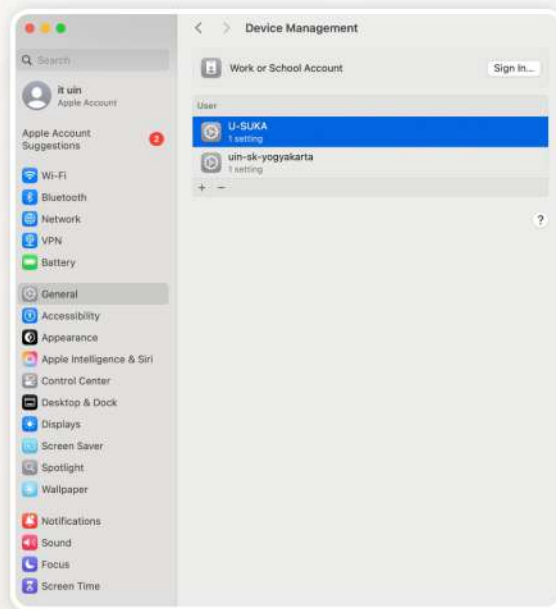 Device Management
Search
it uin
Apple Account
Apple Account
Suggestions
2
Wi-Fi
Bluetooth
Network
VPN
Battery
General
Accessibility
Appearance
Apple Intelligence & Siri
Control Center
Desktop & Dock
Displays
Screen Saver
Spotlight
Wallpaper
Notifications
Sound
Focus
Screen Time
Work or School Account
Sign In...
User
U-SUKA
1 setting
uin-sk-yogyakarta
1 setting
+ −
?